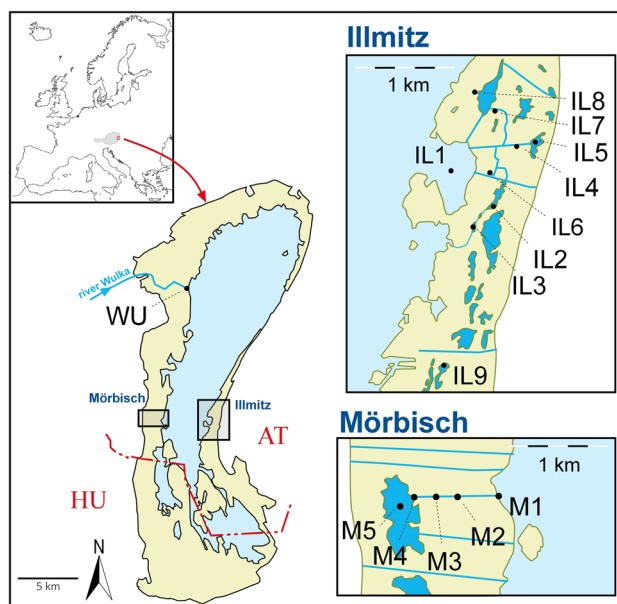 river Wulka
WU
Mörbisch
Illmitz
AT
HU
N
5 km
Illmitz
1 km
IL8
IL7
IL1
IL5
IL4
IL6
IL2
IL3
IL9
Mörbisch
1 km
M1
M5
M2
M4
M3